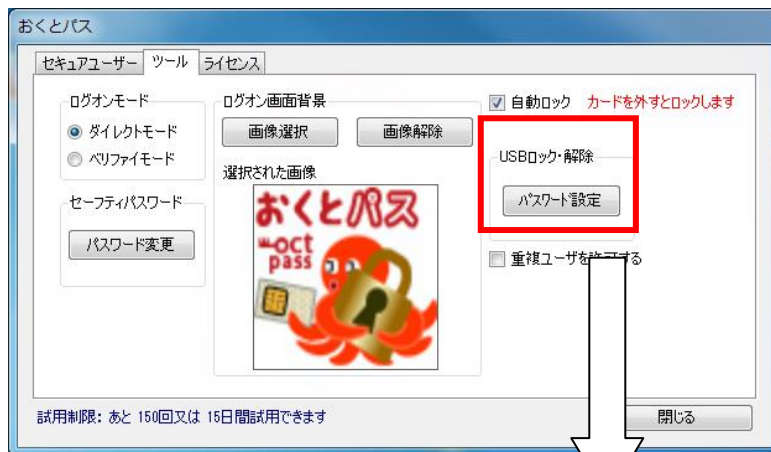 おくとパス
セキュアユーザー ツール ライセンス
ログオンモード
ダイレクトモード
ベリファイモード
セーフティパスワード
パスワード変更
ログオン画面背景
画像選択 画像解除
選択された画像
おくとパス
oct
pass
自動ロック カードを外すとロックします
USBロック・解除
パスワード設定
重複ユーザを許可する
試用制限: あと 150回又は 15日間試用できます
閉じる